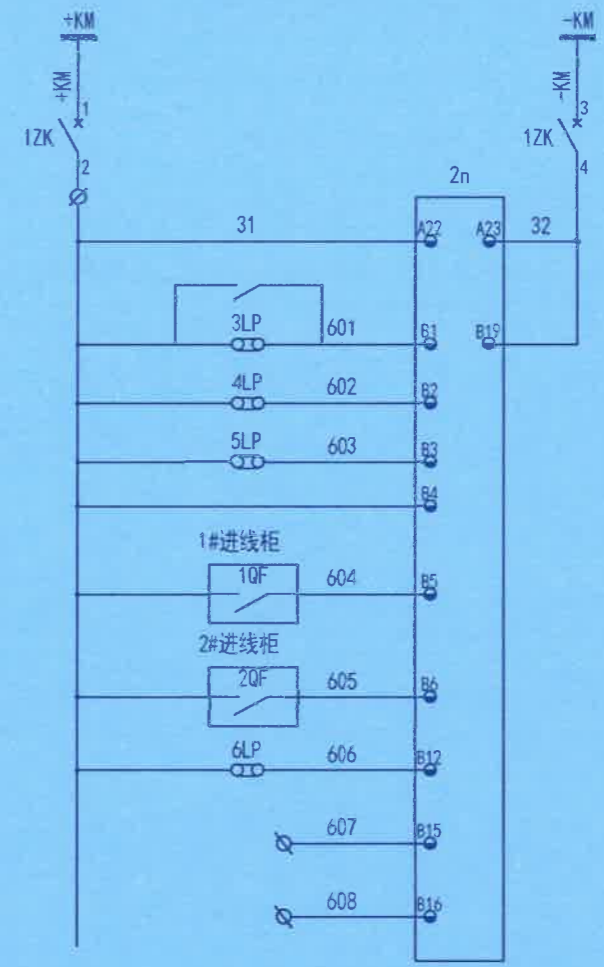 +KM
-KM
+KM
-KM
1
3
1ZK
1ZK
2
4
2n
31
A22
A23
32
3LP
601
B1
B19
4LP
602
B2
5LP
603
B3
B4
1#进线柜
1QF
604
B5
2#进线柜
2QF
605
B6
6LP
606
B12
607
B15
608
B16